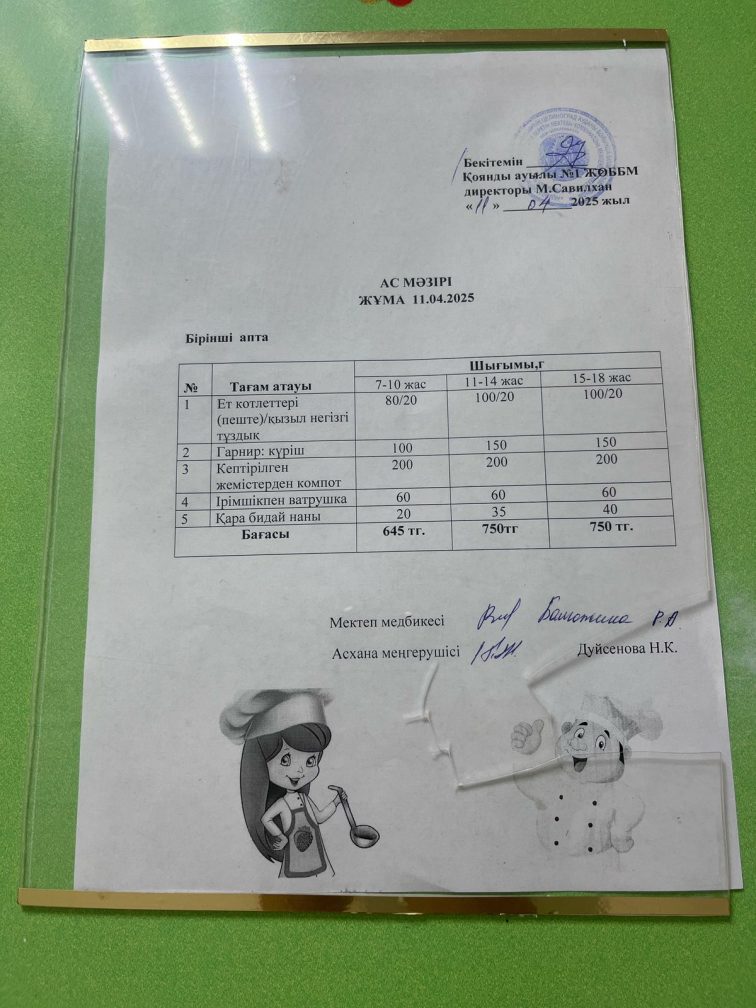 Бекітемін
Қоянды ауылы №1 ЖОББМ
директоры М.Савилхан
« 11 » 04 2025 жыл
АС МӘЗІРІ
ЖҰМА 11.04.2025
Бірінші апта
№ Тағам атауы Шығымы,г
7-10 жас 11-14 жас 15-18 жас
1 Ет котлеттері 80/20 100/20 100/20
(пеште)/қызыл негізгі
тұздық
2 Гарнир: күріш 100 150 150
3 Кептірілген 200 200 200
жемістерден компот
4 Ірімшікпен ватрушка 60 60 60
5 Қара бидай наны 20 35 40
Бағасы 645 тг. 750тг 750 тг.
Мектеп медбикесі Р.А
Асхана меңгерушісі Дуйсенова Н.К.